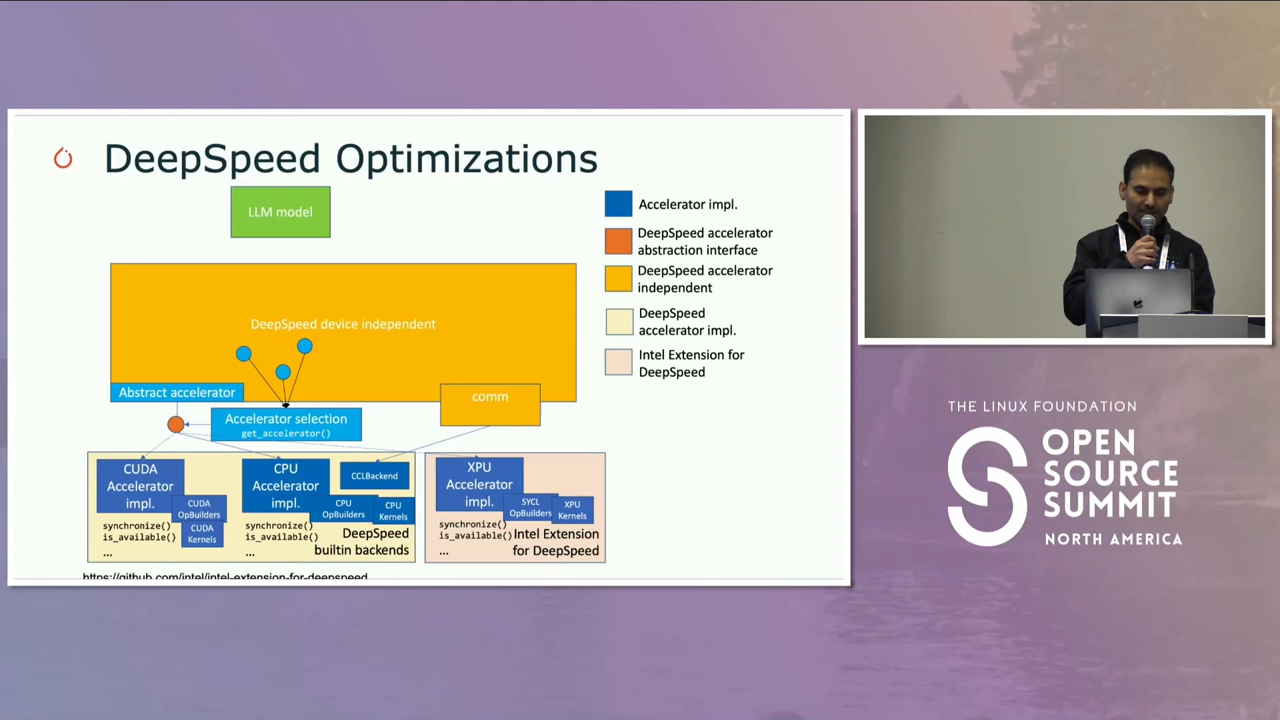 DeepSpeed Optimizations
LLM model
DeepSpeed device independent
Abstract accelerator
Accelerator selection
get_accelerator()
comm
CUDA
Accelerator
impl.
CUDA
OpBuilders
CUDA
Kernels
synchronize()
is_available()
...
CPU
Accelerator
impl.
CCLBackend
CPU
OpBuilders
CPU
Kernels
synchronize()
is_available()
...
DeepSpeed
builtin backends
XPU
Accelerator
impl.
SYCL
OpBuilders
XPU
Kernels
synchronize()
is_available()
...
Intel Extension
for DeepSpeed
https://github.com/intel/intel-extension-for-deepspeed
Accelerator impl.
DeepSpeed accelerator
abstraction interface
DeepSpeed accelerator
independent
DeepSpeed
accelerator impl.
Intel Extension for
DeepSpeed
THE LINUX FOUNDATION
OPEN
SOURCE
SUMMIT
NORTH AMERICA